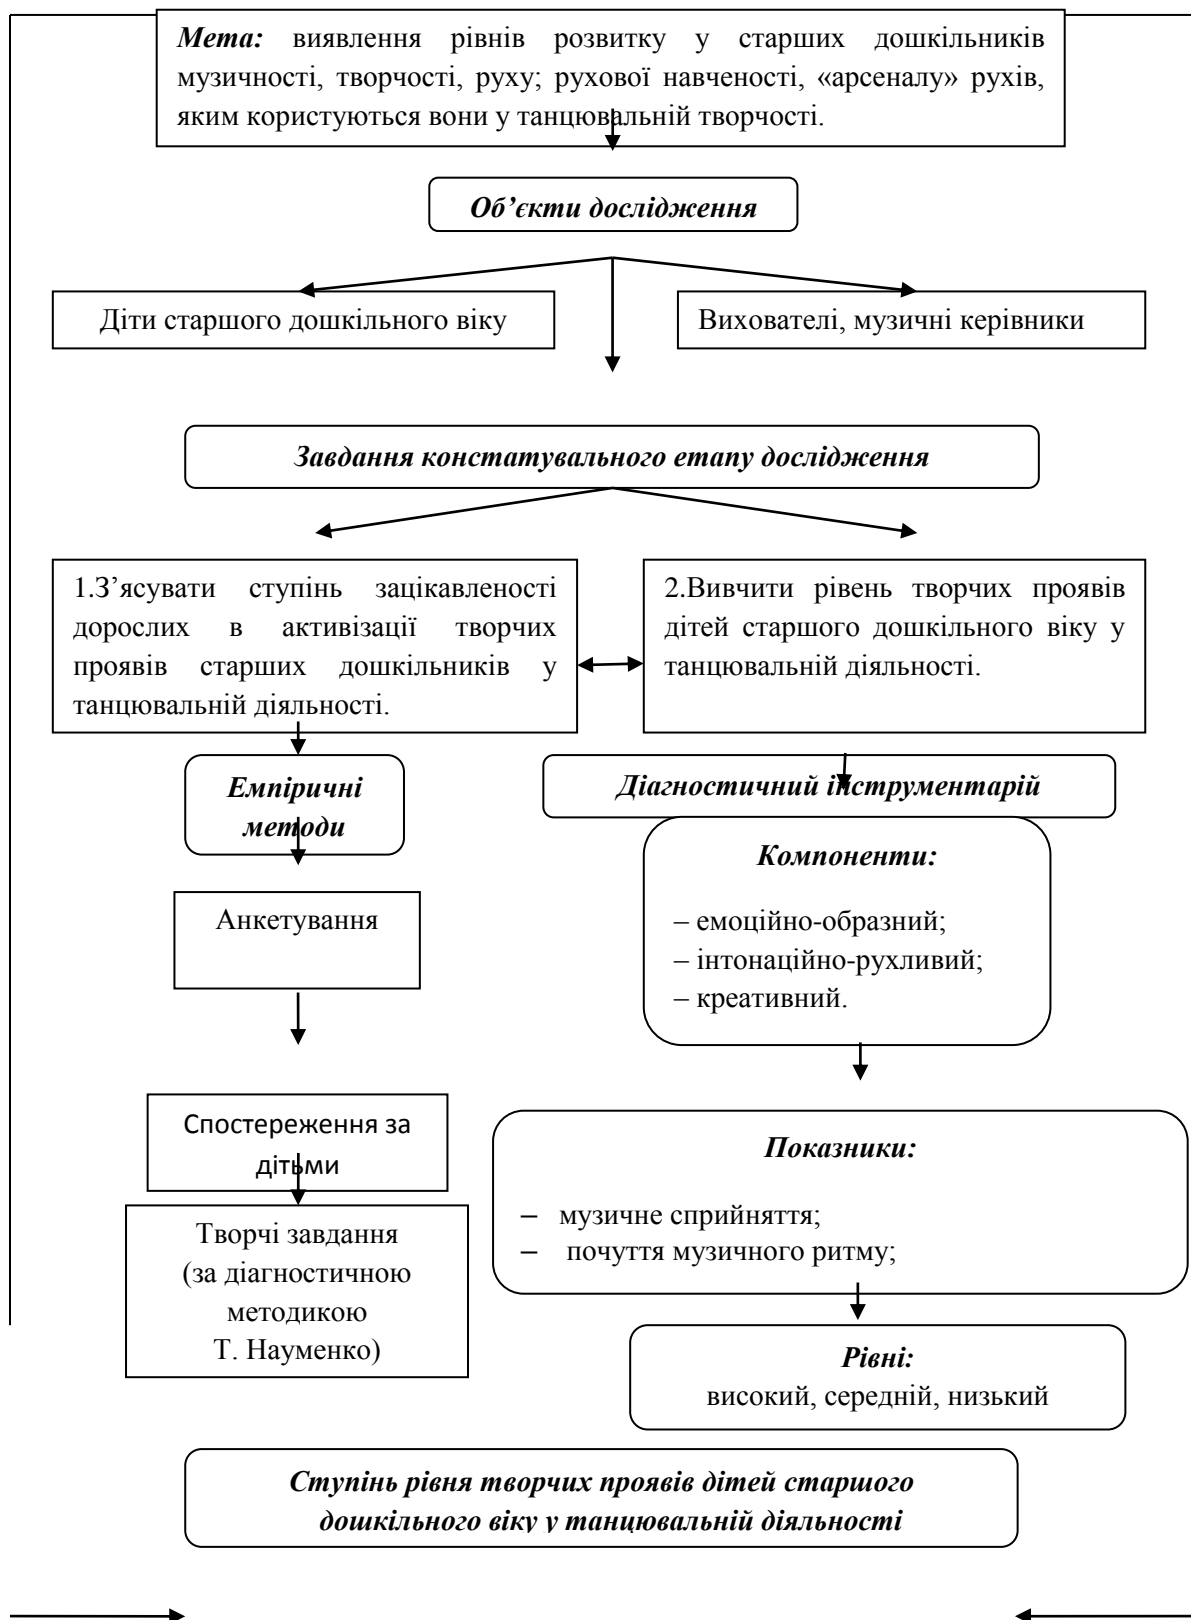 Мета: виявлення рівнів розвитку у старших дошкільників
музичності, творчості, руху; рухової навченості, «арсеналу» рухів,
яким користуються вони у танцювальній творчості.
Об’єкти дослідження
Діти старшого дошкільного віку
Вихователі, музичні керівники
Завдання констатувального етапу дослідження
1.З’ясувати ступінь зацікавленості
дорослих в активізації творчих
проявів старших дошкільників у
танцювальній діяльності.
2.Вивчити рівень творчих проявів
дітей старшого дошкільного віку у
танцювальній діяльності.
Емпіричні
методи
Діагностичний інструментарій
Компоненти:
– емоційно-образний;
– інтонаційно-рухливий;
– креативний.
Анкетування
Спостереження за
дітьми
Показники:
– музичне сприйняття;
– почуття музичного ритму;
Творчі завдання
(за діагностичною
методикою
Т. Науменко)
Рівні:
високий, середній, низький
Ступінь рівня творчих проявів дітей старшого
дошкільного віку у танцювальній діяльності